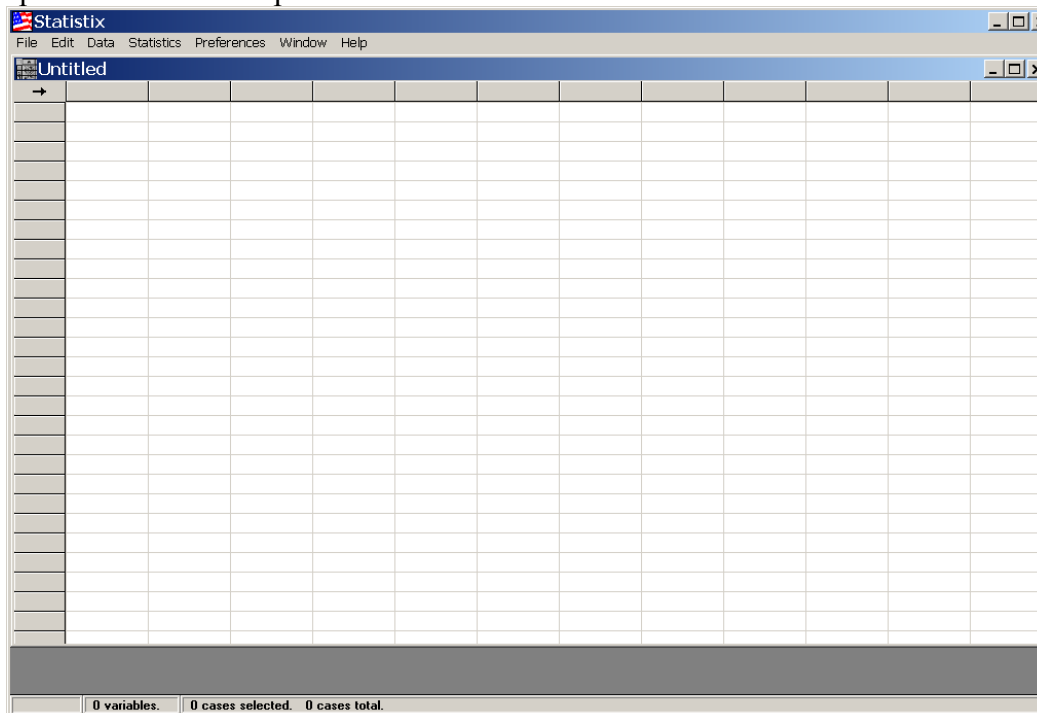 Statistix
File Edit Data Statistics Preferences Window Help
Untitled
0 variables. 0 cases selected. 0 cases total.